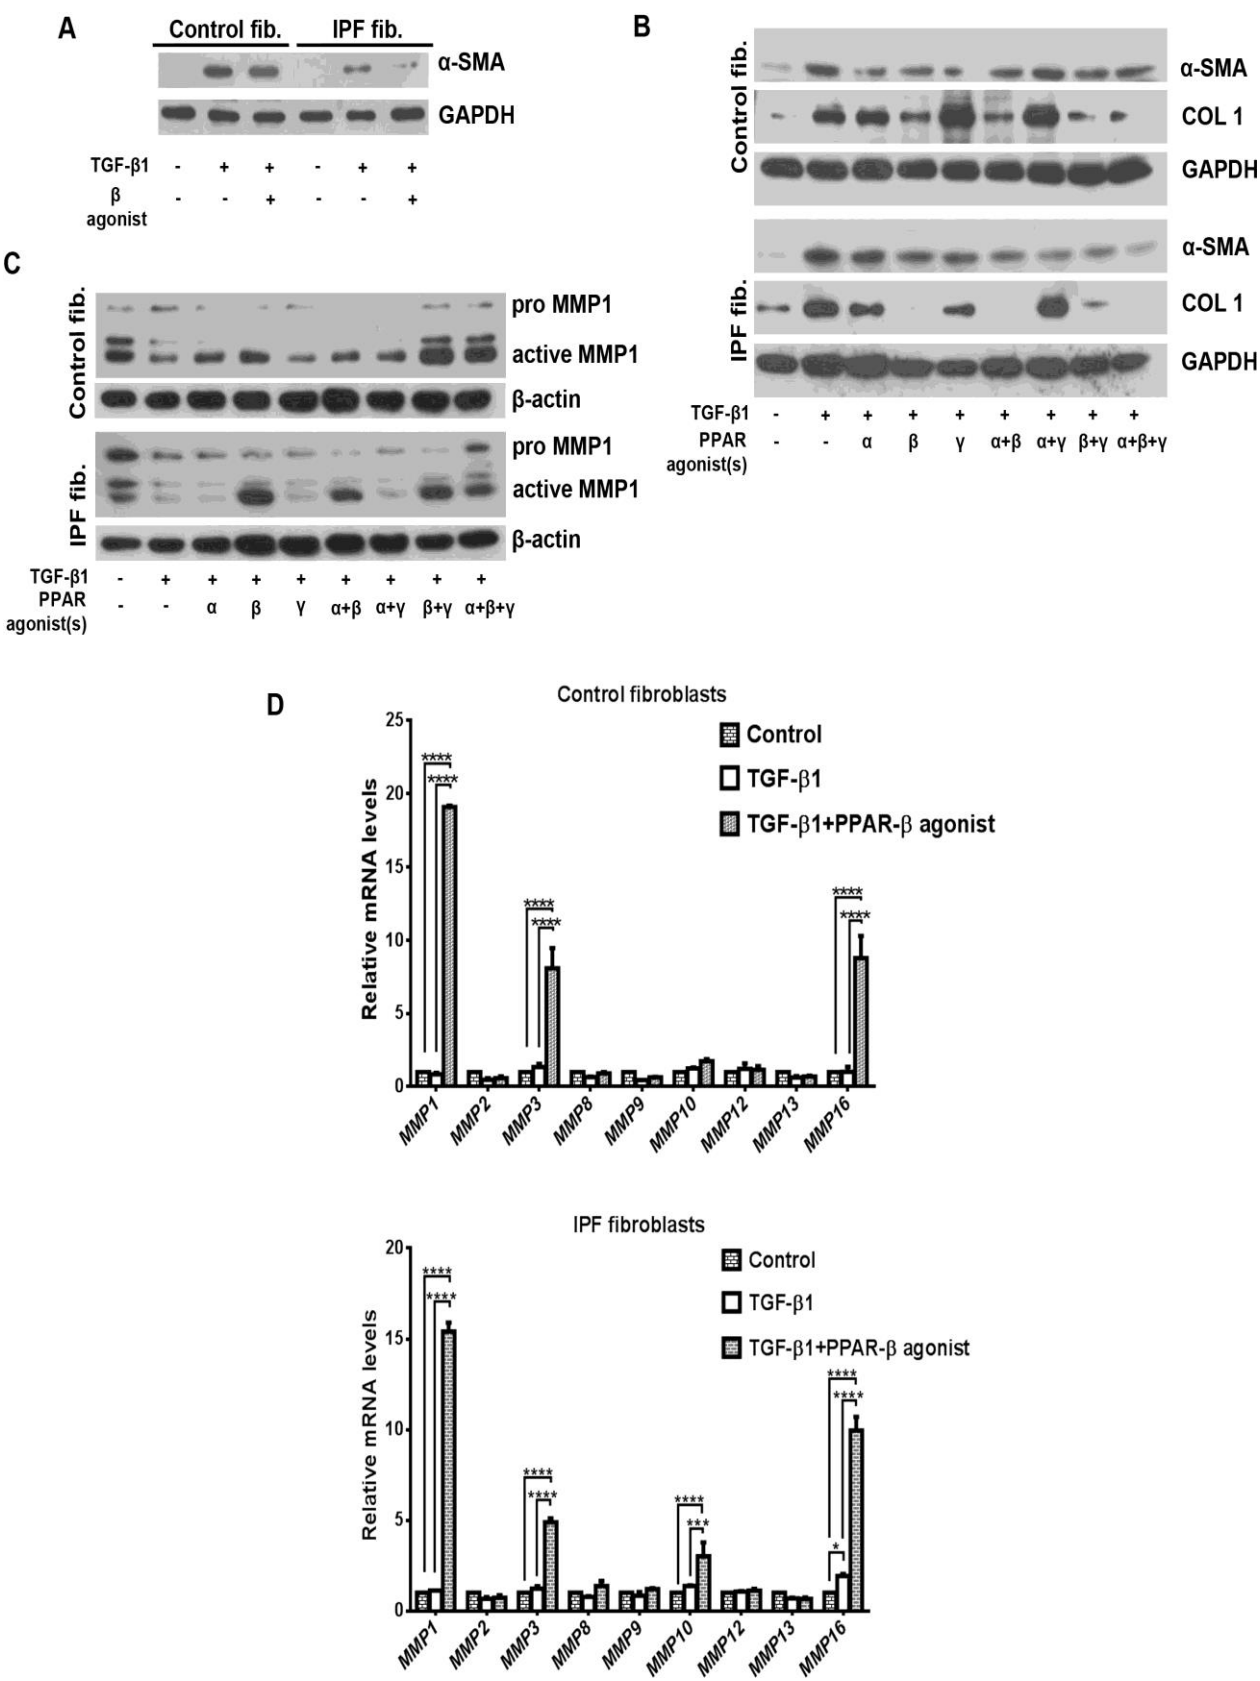 A
Control fib. IPF fib.
α-SMA
GAPDH
TGF-β1 - + + - + +
β - - + - - +
agonist
B
Control fib.
α-SMA
COL 1
GAPDH
IPF fib.
α-SMA
COL 1
GAPDH
TGF-β1 - + + + + + + + +
PPAR - - α β γ α+β α+γ β+γ α+β+γ
agonist(s)
C
Control fib.
pro MMP1
active MMP1
β-actin
IPF fib.
pro MMP1
active MMP1
β-actin
TGF-β1 - + + + + + + + +
PPAR - - α β γ α+β α+γ β+γ α+β+γ
agonist(s)
D
Control fibroblasts
Control
TGF-β1
TGF-β1+PPAR-β agonist
Relative mRNA levels
25
20
15
10
5
0
****
****
****
****
****
****
MMP1 MMP2 MMP3 MMP8 MMP9 MMP10 MMP12 MMP13 MMP16
IPF fibroblasts
Control
TGF-β1
TGF-β1+PPAR-β agonist
Relative mRNA levels
20
15
10
5
0
****
****
****
****
****
***
****
****
*
MMP1 MMP2 MMP3 MMP8 MMP9 MMP10 MMP12 MMP13 MMP16